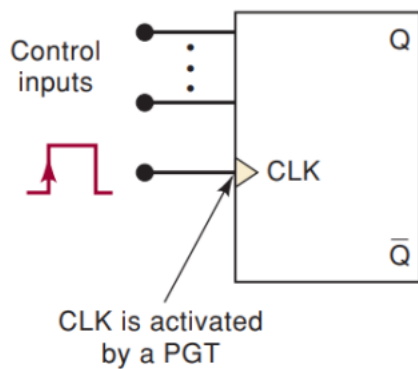 Control
inputs
Q
CLK
Q̅
CLK is activated
by a PGT